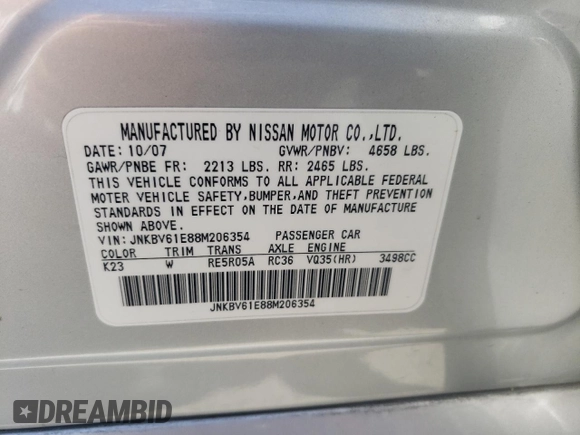 MANUFACTURED BY NISSAN MOTOR CO.,LTD.
DATE: 10/07 GVWR/PNBV: 4658 LBS.
GAWR/PNBE FR: 2213 LBS. RR: 2465 LBS.
THIS VEHICLE CONFORMS TO ALL APPLICABLE FEDERAL
MOTOR VEHICLE SAFETY,BUMPER,AND THEFT PREVENTION
STANDARDS IN EFFECT ON THE DATE OF MANUFACTURE
SHOWN ABOVE.
VIN: JNKBV61E88M206354 PASSENGER CAR
COLOR TRIM TRANS AXLE ENGINE
K23 W RE5R05A RC36 VQ35(HR) 3498CC
JNKBV61E88M206354
DREAMBID